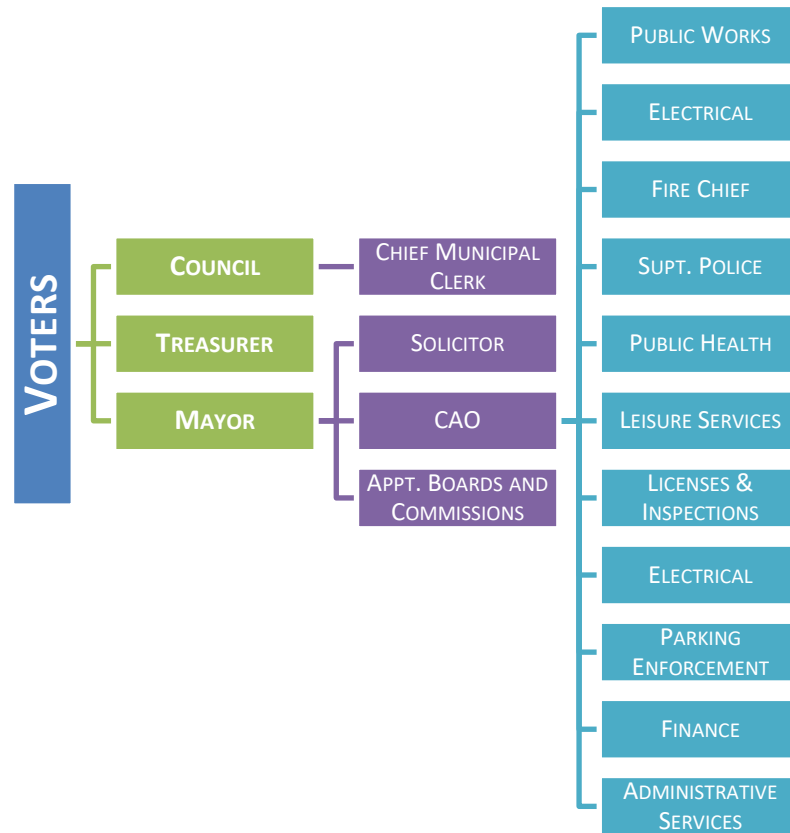 VOTERS
COUNCIL
TREASURER
MAYOR
CHIEF MUNICIPAL
CLERK
SOLICITOR
CAO
APPT. BOARDS AND
COMMISSIONS
PUBLIC WORKS
ELECTRICAL
FIRE CHIEF
SUPT. POLICE
PUBLIC HEALTH
LEISURE SERVICES
LICENSES &
INSPECTIONS
ELECTRICAL
PARKING
ENFORCEMENT
FINANCE
ADMINISTRATIVE
SERVICES